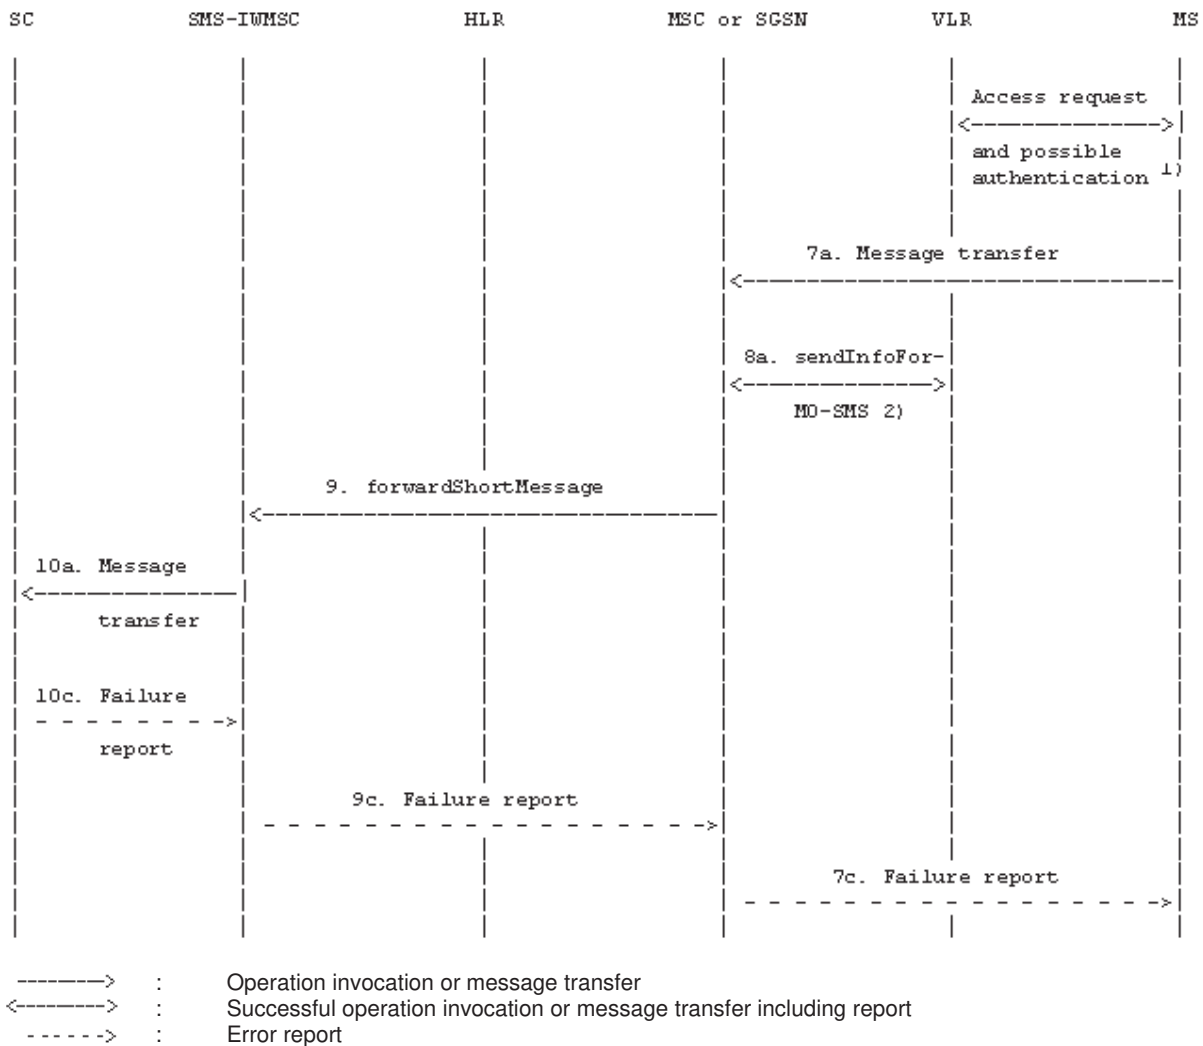 SC SMS-IWMSC HLR MSC or SGSN VLR MS
Access request
and possible
authentication 1)
7a. Message transfer
8a. sendInfoFor-
MO-SMS 2)
9. forwardShortMessage
10a. Message
transfer
10c. Failure
report
9c. Failure report
7c. Failure report
: Operation invocation or message transfer
: Successful operation invocation or message transfer including report
: Error report